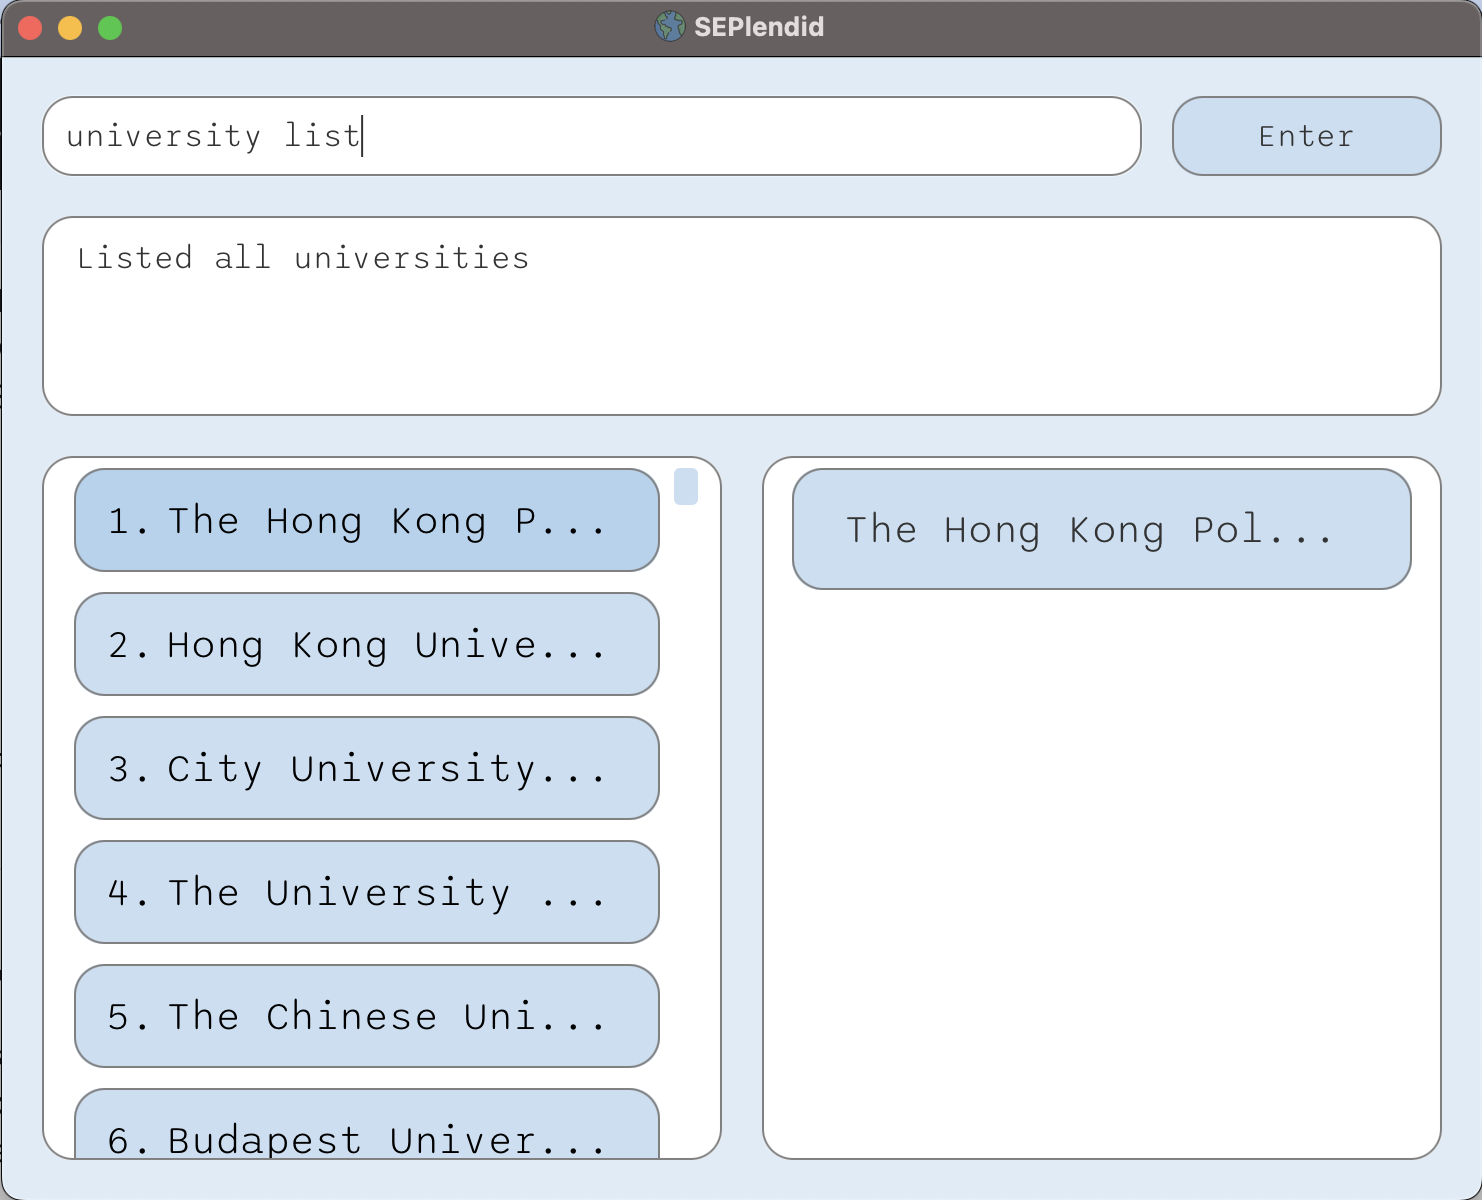 SEPlendid
university list
Enter
Listed all universities
1. The Hong Kong P...
2. Hong Kong Unive...
3. City University...
4. The University ...
5. The Chinese Uni...
6. Budapest Univer...
The Hong Kong Pol...